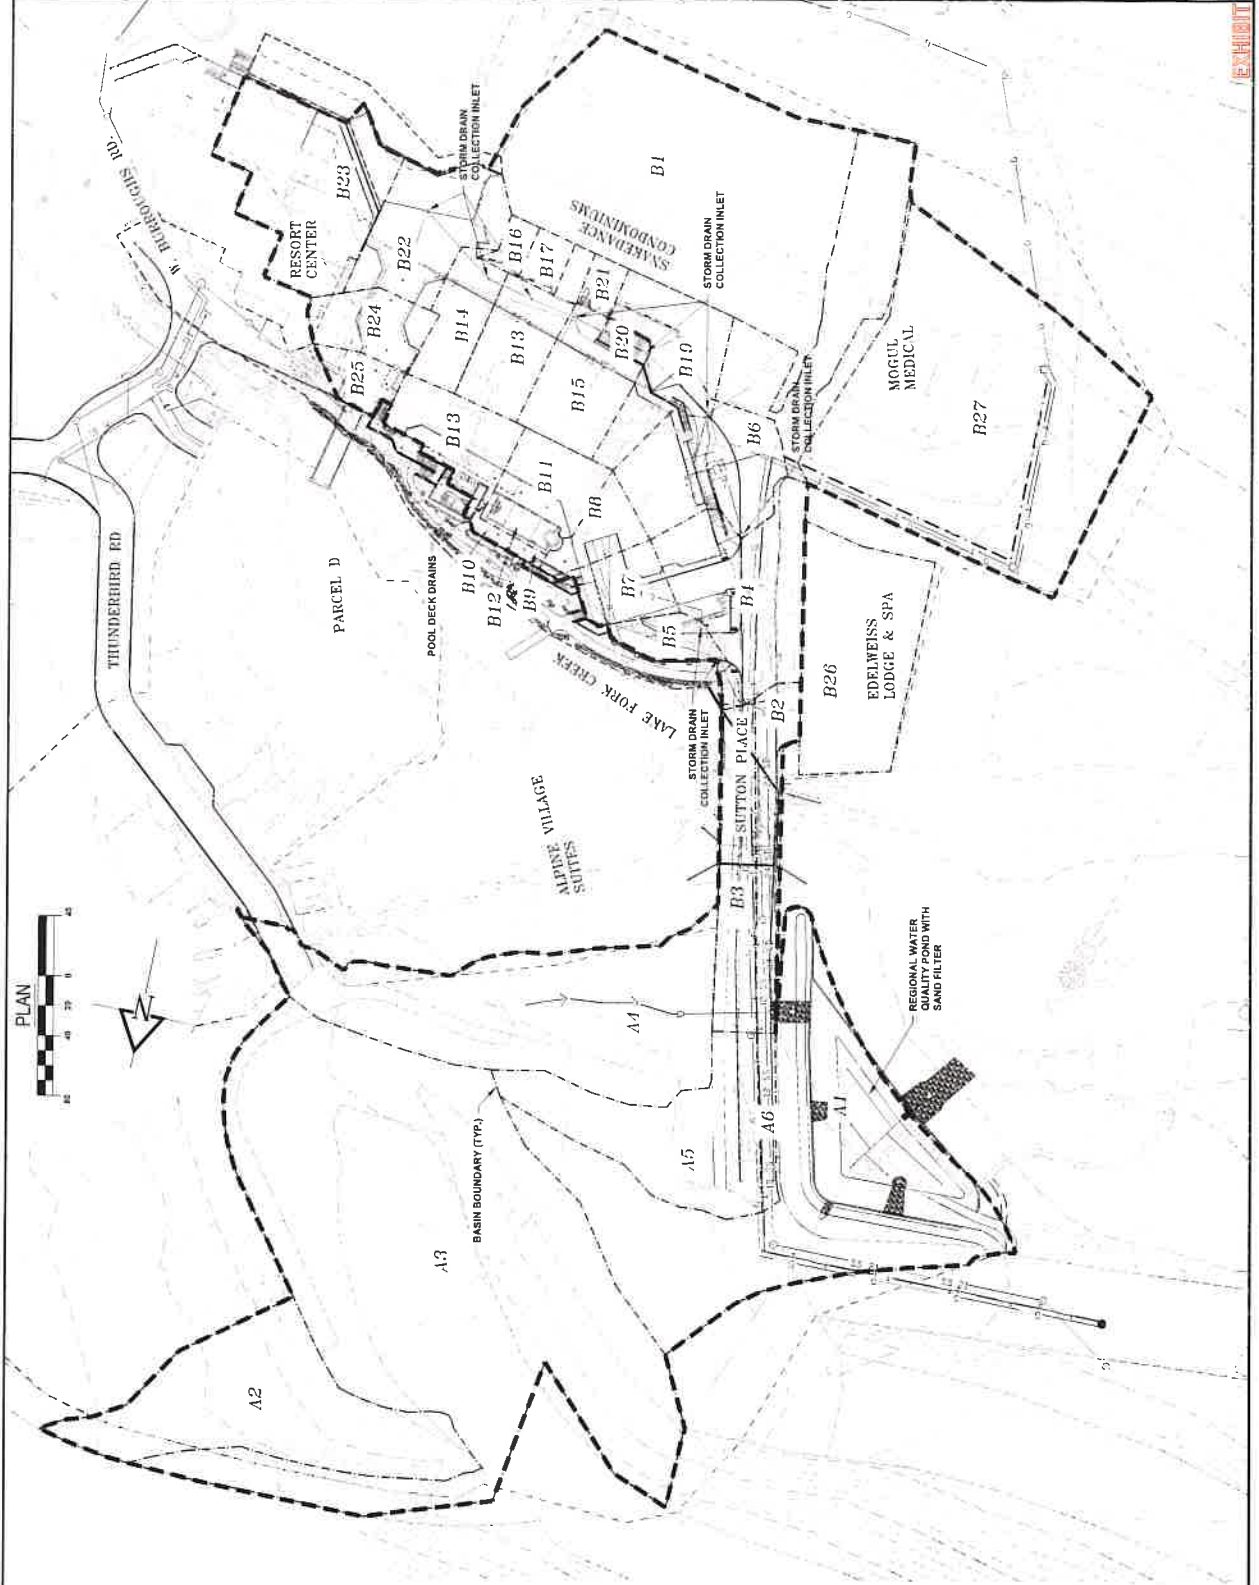 EXHIBIT
W. BURROUGHS RD.
STORM DRAIN
COLLECTION INLET
B23
RESORT
CENTER
B22
B16
B17
B1
SNAKEDANCE
CONDOMINIUMS
STORM DRAIN
COLLECTION INLET
B21
B24
B14
B13
B20
B25
B19
B15
MOGUL
MEDICAL
B13
STORM DRAIN
COLLECTION INLET
B6
B27
B11
B8
THUNDERBIRD RD
PARCEL D
POOL DECK DRAINS
B10
B12
B9
B7
B4
B5
LAKE FORK CREEK
EDELWEISS
LODGE & SPA
B26
B2
STORM DRAIN
COLLECTION INLET
SUTTON PLACE
ALPINE VILLAGE
SUITES
B3
PLAN
N
REGIONAL WATER
QUALITY POND WITH
SAND FILTER
A4
A1
A6
A5
BASIN BOUNDARY (TYP.)
A3
A2